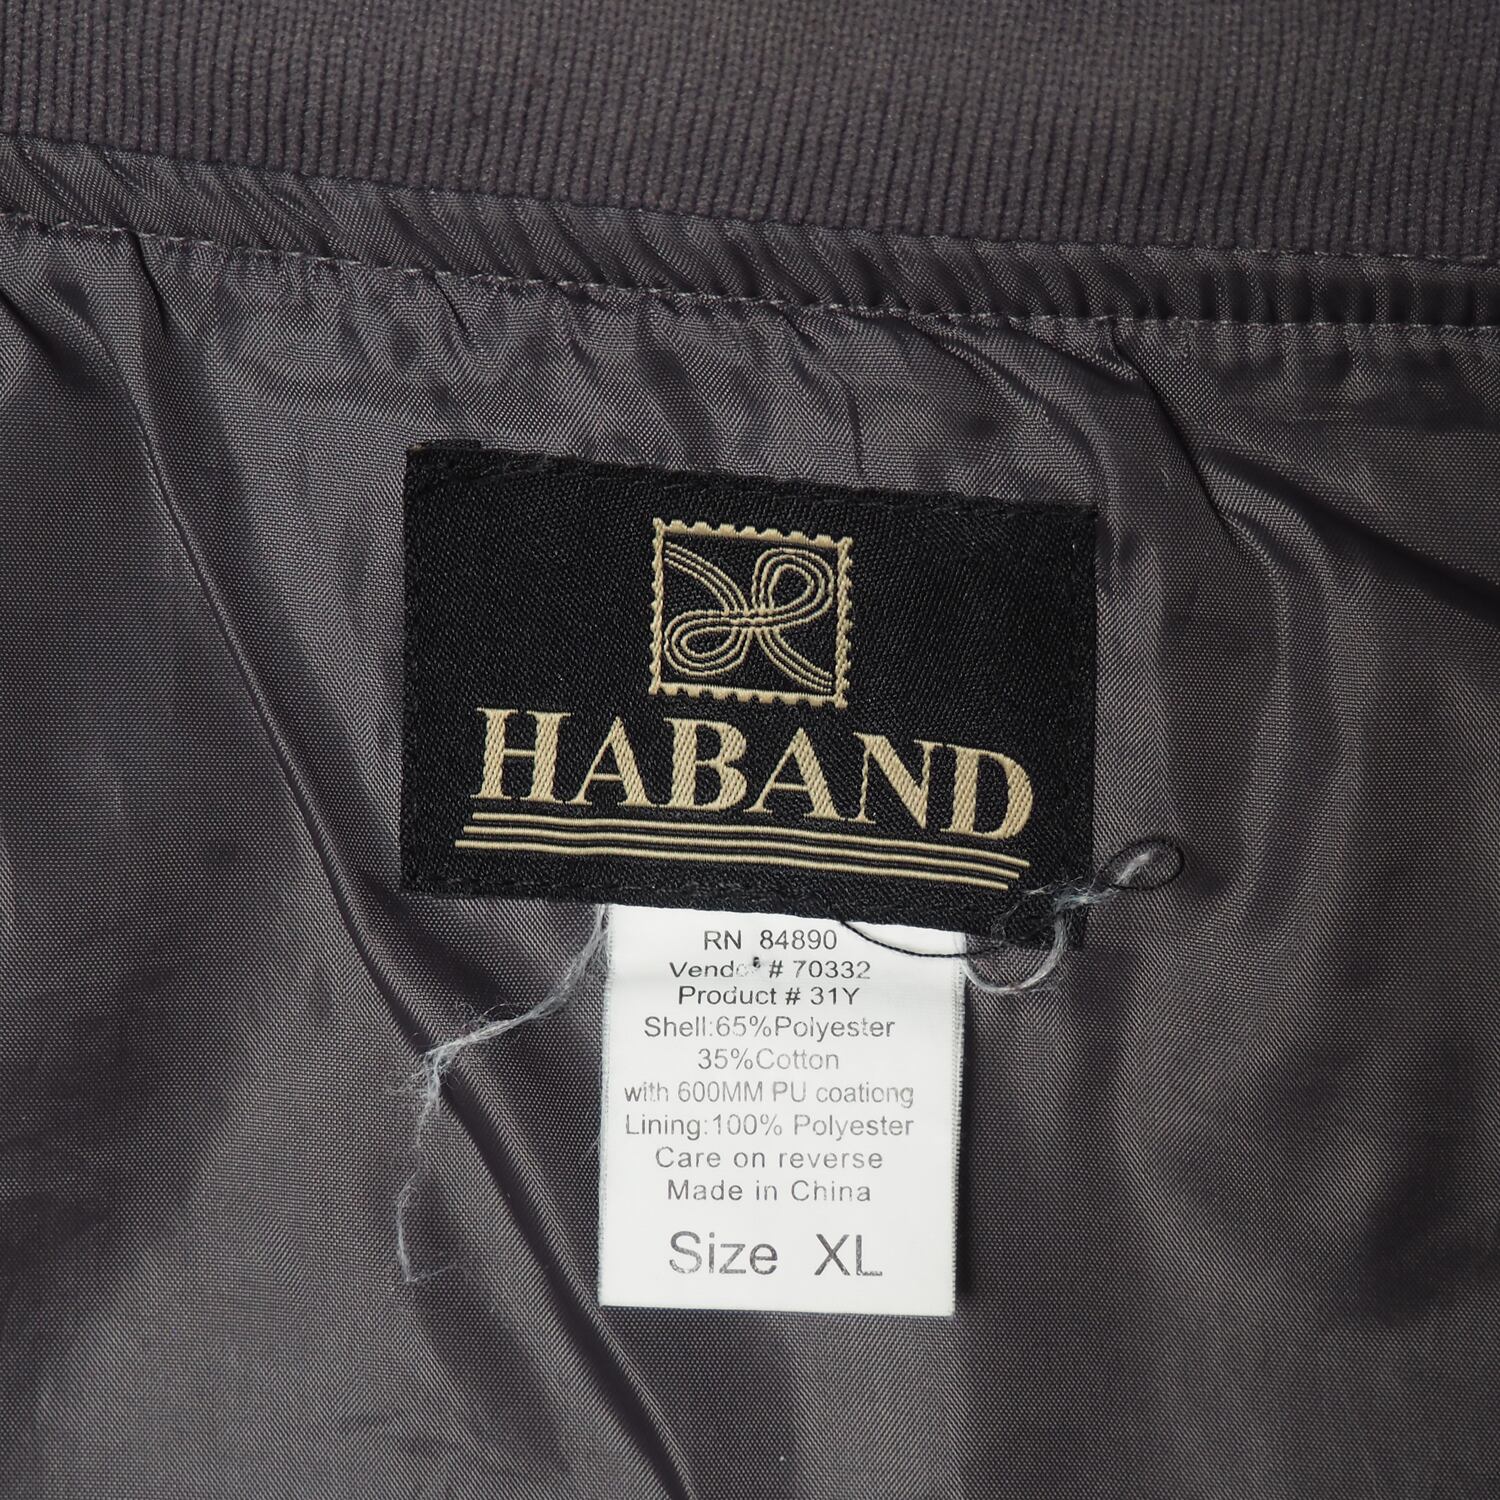 HABAND
RN 84890
Vendor # 70332
Product # 31Y
Shell:65%Polyester
35%Cotton
with 600MM PU coationg
Lining:100% Polyester
Care on reverse
Made in China
Size XL